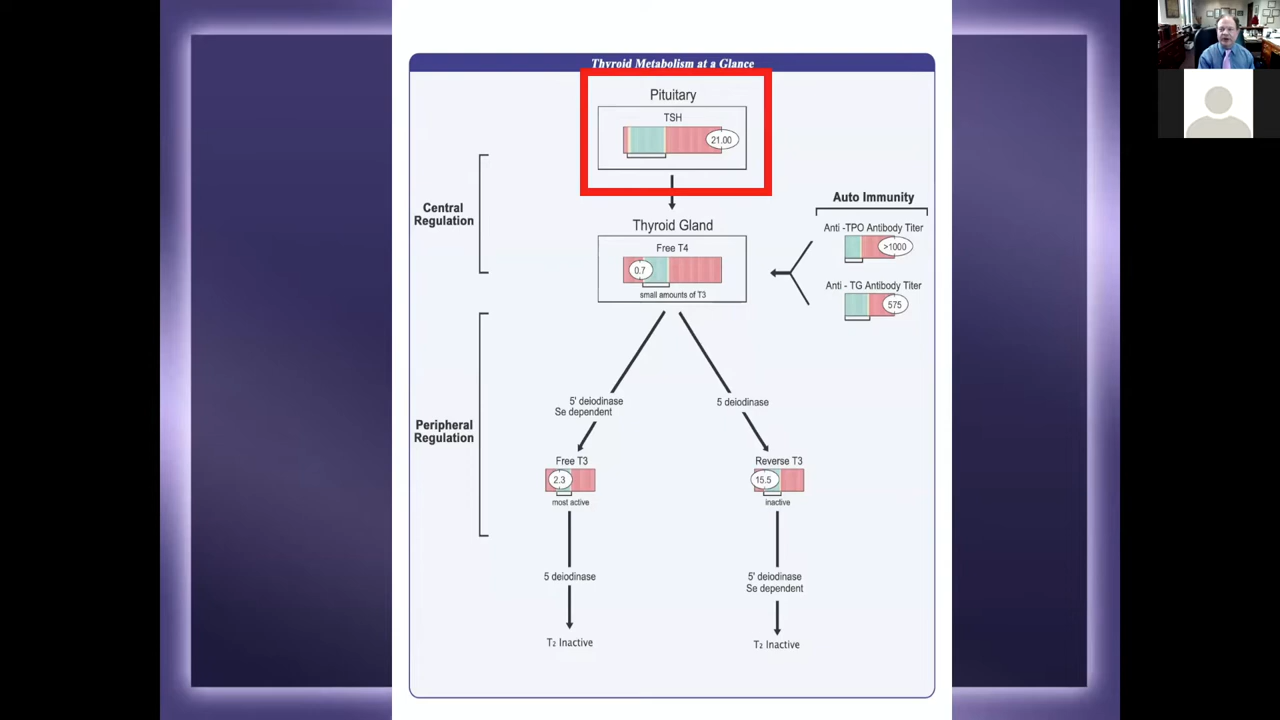 Thyroid Metabolism at a Glance
Pituitary
TSH
21.00
Central
Regulation
Thyroid Gland
Free T4
0.7
small amounts of T3
Auto Immunity
Anti -TPO Antibody Titer
>1000
Anti - TG Antibody Titer
575
Peripheral
Regulation
5' deiodinase
Se dependent
5 deiodinase
Free T3
2.3
most active
Reverse T3
15.5
inactive
5 deiodinase
5' deiodinase
Se dependent
T2 Inactive
T2 Inactive